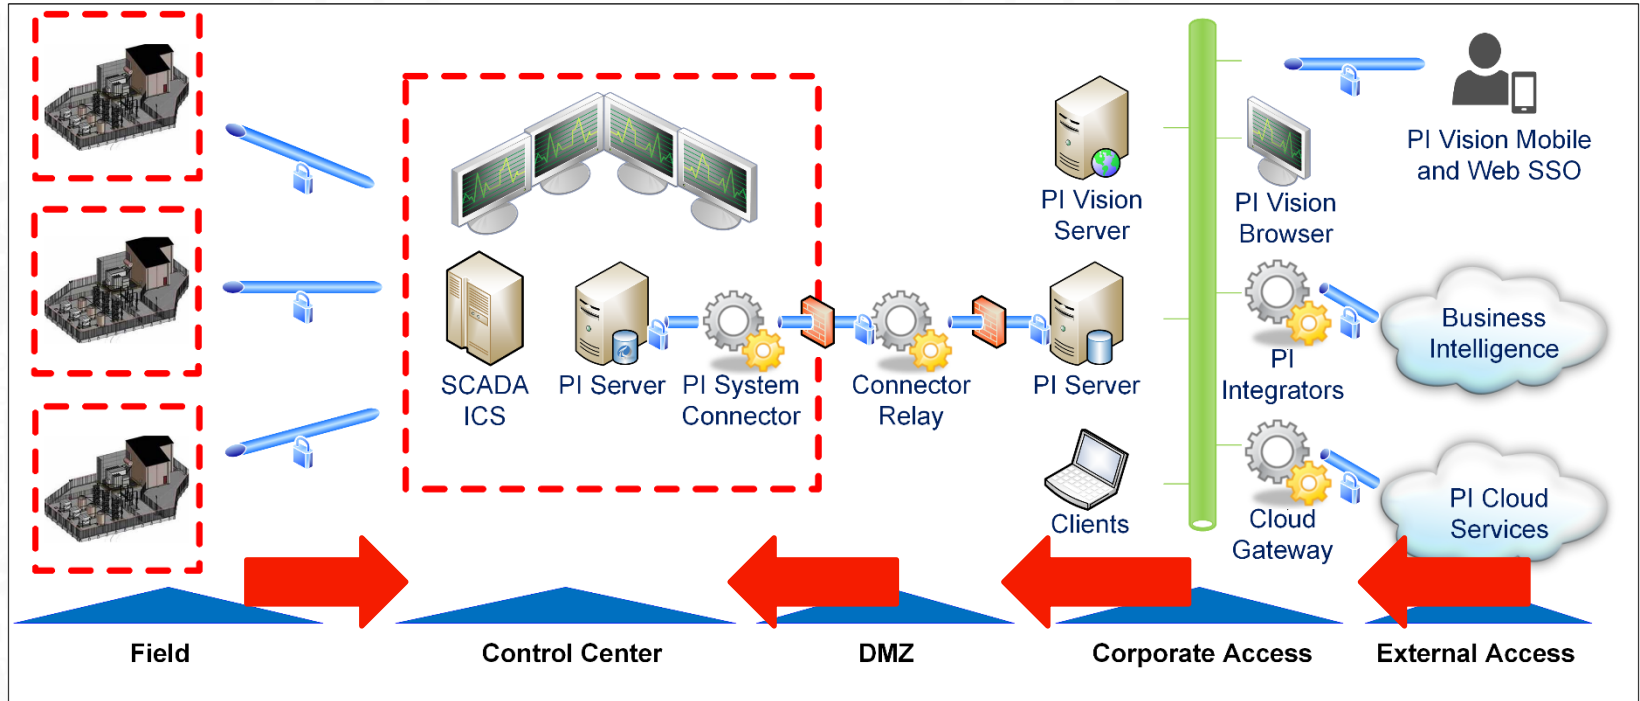 PI Vision Mobile
and Web SSO
PI Vision
Server
PI Vision
Browser
SCADA
ICS
PI Server
PI System
Connector
Connector
Relay
PI Server
PI
Integrators
Business
Intelligence
Clients
Cloud
Gateway
PI Cloud
Services
Field
Control Center
DMZ
Corporate Access
External Access